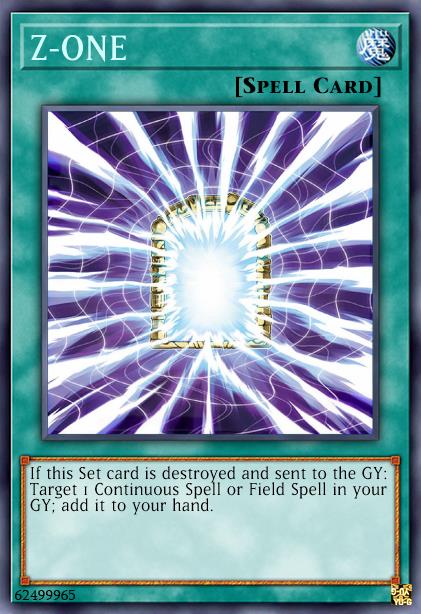 Z-ONE
魔
[SPELL CARD]
If this Set card is destroyed and sent to the GY:
Target 1 Continuous Spell or Field Spell in your
GY; add it to your hand.
62499965